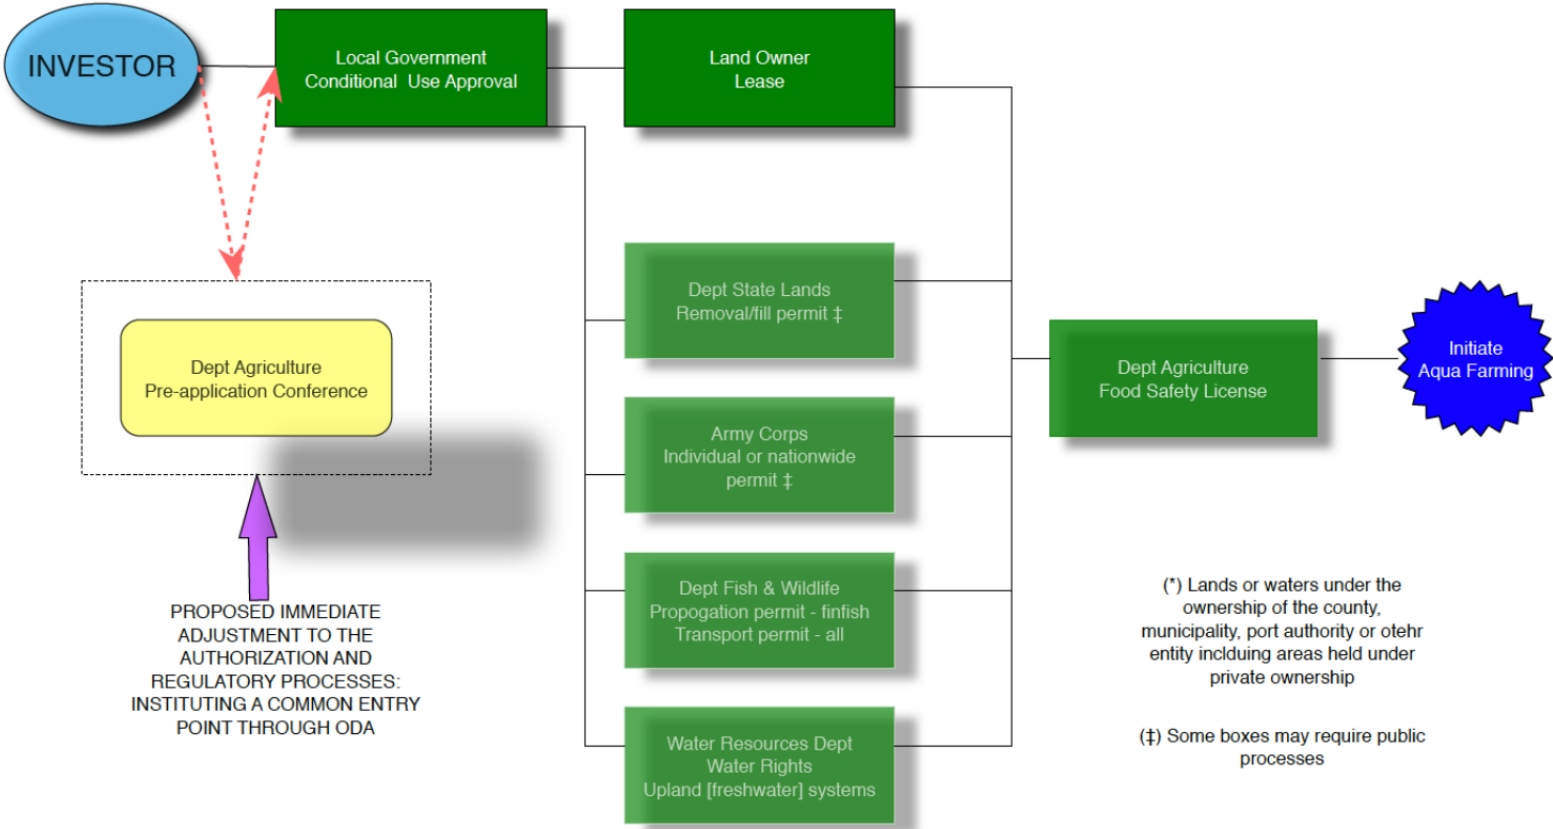 INVESTOR
Local Government
Conditional Use Approval
Land Owner
Lease
Dept State Lands
Removal/fill permit ‡
Dept Agriculture
Pre-application Conference
Army Corps
Individual or nationwide
permit ‡
Dept Agriculture
Food Safety License
Initiate
Aqua Farming
Dept Fish & Wildlife
Propogation permit - finfish
Transport permit - all
Water Resources Dept
Water Rights
Upland [freshwater] systems
PROPOSED IMMEDIATE
ADJUSTMENT TO THE
AUTHORIZATION AND
REGULATORY PROCESSES:
INSTITUTING A COMMON ENTRY
POINT THROUGH ODA
(*) Lands or waters under the
ownership of the county,
municipality, port authority or otehr
entity inclduing areas held under
private ownership
(‡) Some boxes may require public
processes